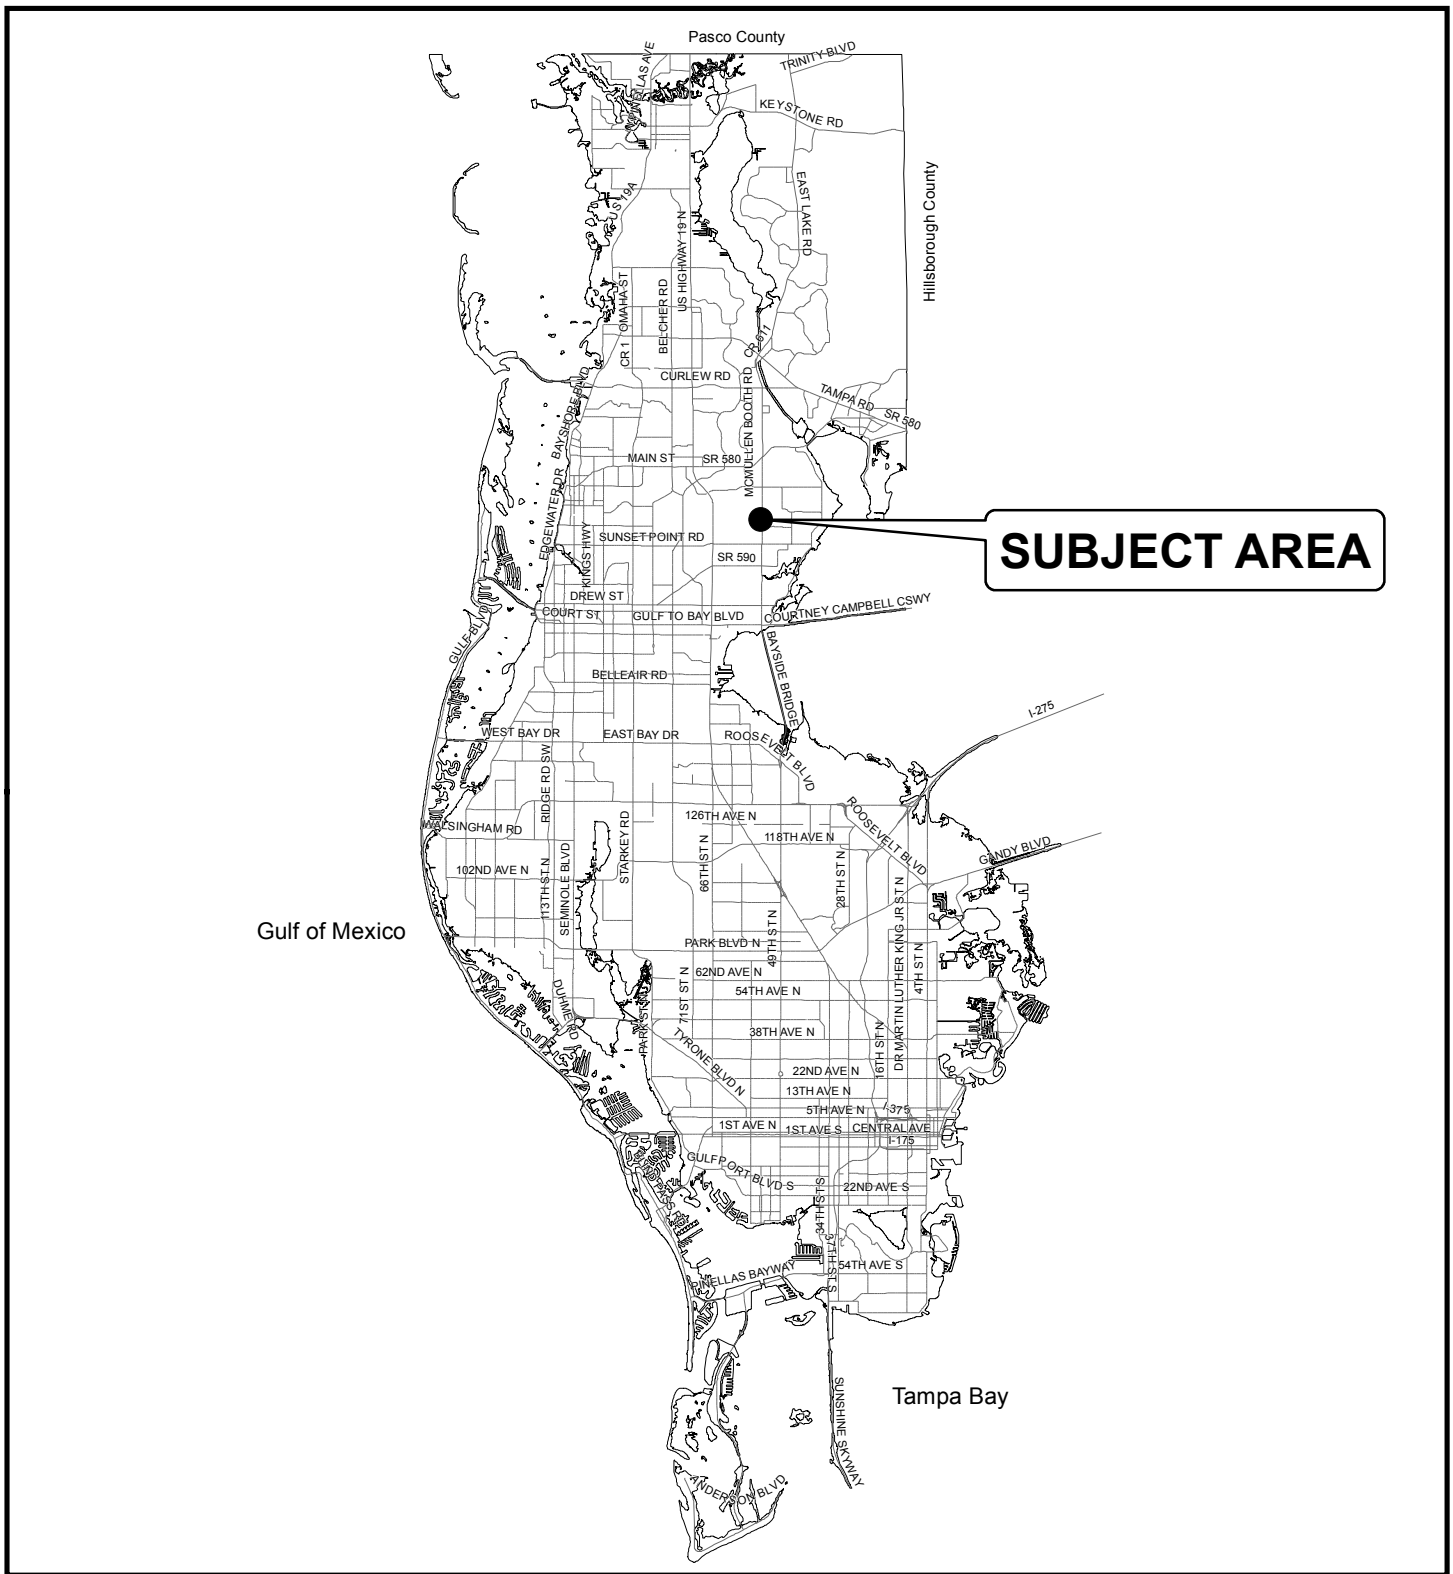 Pasco County
TRINITY BLVD
KEYSTONE RD
Hillsborough County
EAST LAKE RD
US 19A
US HIGHWAY 19 N
OMAHA ST
CR 1
BELCHER RD
CR 611
CURLEW RD
MCMULLEN BOOTH RD
TAMPA RD
SR 580
BAYSHORE BLVD
EDGEWATER DR
MAIN ST
SR 580
SUBJECT AREA
KINGS HWY
SUNSET POINT RD
SR 590
DREW ST
COURT ST
GULF TO BAY BLVD
COURTNEY CAMPBELL CSWY
GULF BLVD
BAYSIDE BRIDGE
BELLEAIR RD
I-275
WEST BAY DR
EAST BAY DR
ROOSEVELT BLVD
RIDGE RD SW
WALSINGHAM RD
STARKEY RD
126TH AVE N
118TH AVE N
ROOSEVELT BLVD
GANDY BLVD
102ND AVE N
113TH ST N
SEMINOLE BLVD
66TH ST N
28TH ST N
Gulf of Mexico
PARK BLVD N
49TH ST N
DR MARTIN LUTHER KING JR ST N
4TH ST N
62ND AVE N
54TH AVE N
71ST ST N
DUHME RD
PARK ST N
38TH AVE N
TYRONE BLVD N
16TH ST N
22ND AVE N
13TH AVE N
5TH AVE N
I-375
1ST AVE N
1ST AVE S
CENTRAL AVE
I-175
GULFPORT BLVD S
22ND AVE S
34TH ST S
37TH ST S
54TH AVE S
PINELLAS BAYWAY
SUNSHINE SKYWAY
Tampa Bay
ANDERSON BLVD